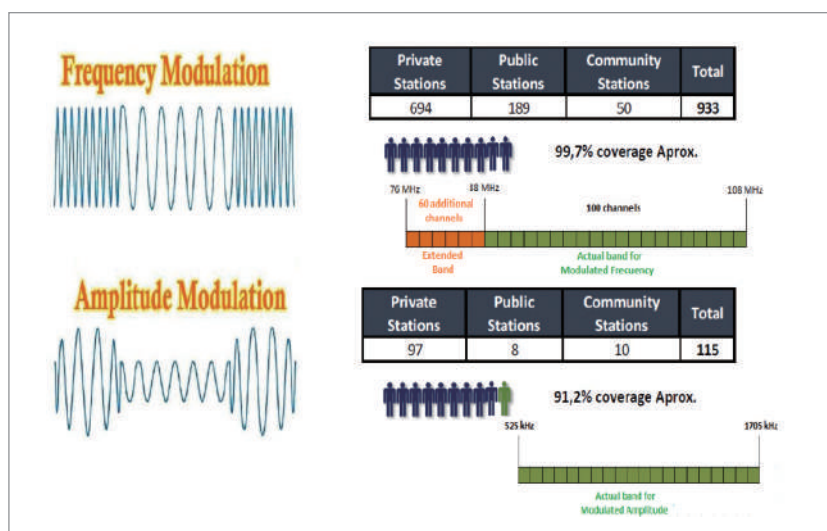 Frequency Modulation
Private Stations Public Stations Community Stations Total
694 189 50 933
99,7% coverage Aprox.
76 MHz 88 MHz 108 MHz
60 additional channels 100 channels
Extended Band Actual band for Modulated Frecuency
Amplitude Modulation
Private Stations Public Stations Community Stations Total
97 8 10 115
91,2% coverage Aprox.
525 kHz 1705 kHz
Actual band for
Modulated Amplitude